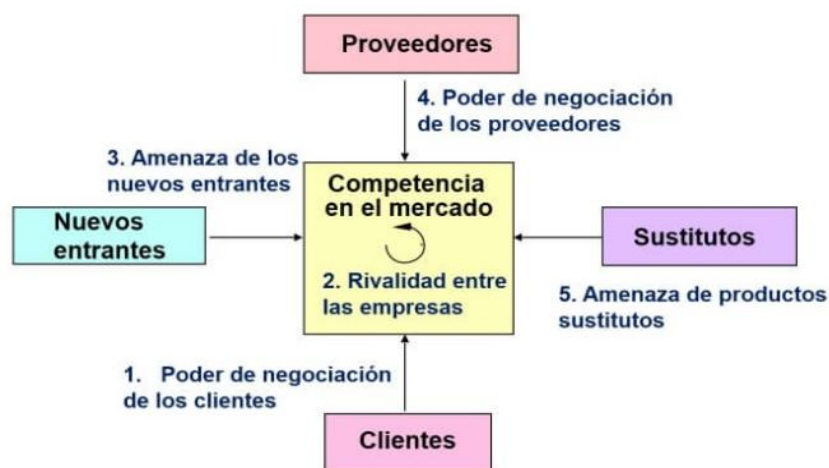 Proveedores
4. Poder de negociación
de los proveedores
3. Amenaza de los
nuevos entrantes
Competencia
en el mercado
Nuevos
entrantes
Sustitutos
2. Rivalidad entre
las empresas
5. Amenaza de productos
sustitutos
1. Poder de negociación
de los clientes
Clientes